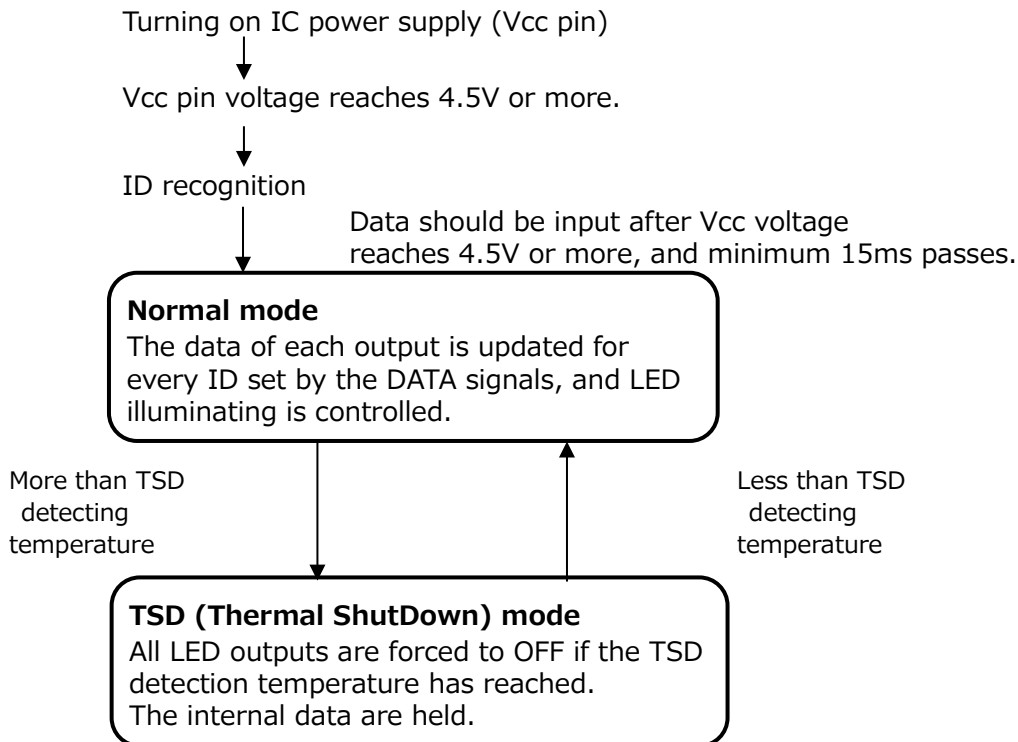 Turning on IC power supply (Vcc pin)
Vcc pin voltage reaches 4.5V or more.
ID recognition
Data should be input after Vcc voltage
reaches 4.5V or more, and minimum 15ms passes.
Normal mode
The data of each output is updated for
every ID set by the DATA signals, and LED
illuminating is controlled.
More than TSD
detecting
temperature
Less than TSD
detecting
temperature
TSD (Thermal ShutDown) mode
All LED outputs are forced to OFF if the TSD
detection temperature has reached.
The internal data are held.